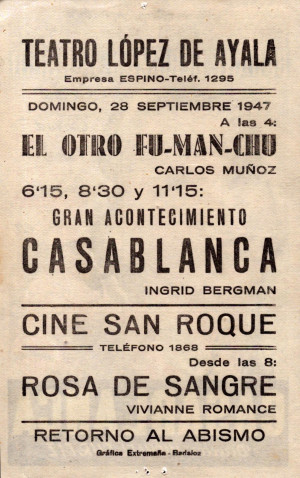 TEATRO LÓPEZ DE AYALA
Empresa ESPINO-Teléf. 1295
DOMINGO, 28 SEPTIEMBRE 1947
A las 4:
EL OTRO FU-MAN-CHU
CARLOS MUÑOZ
6'15, 8'30 y 11'15:
GRAN ACONTECIMIENTO
CASABLANCA
INGRID BERGMAN
CINE SAN ROQUE
TELÉFONO 1868
Desde las 8:
ROSA DE SANGRE
VIVIANNE ROMANCE
RETORNO AL ABISMO
Gráfica Extremeña - Badajoz